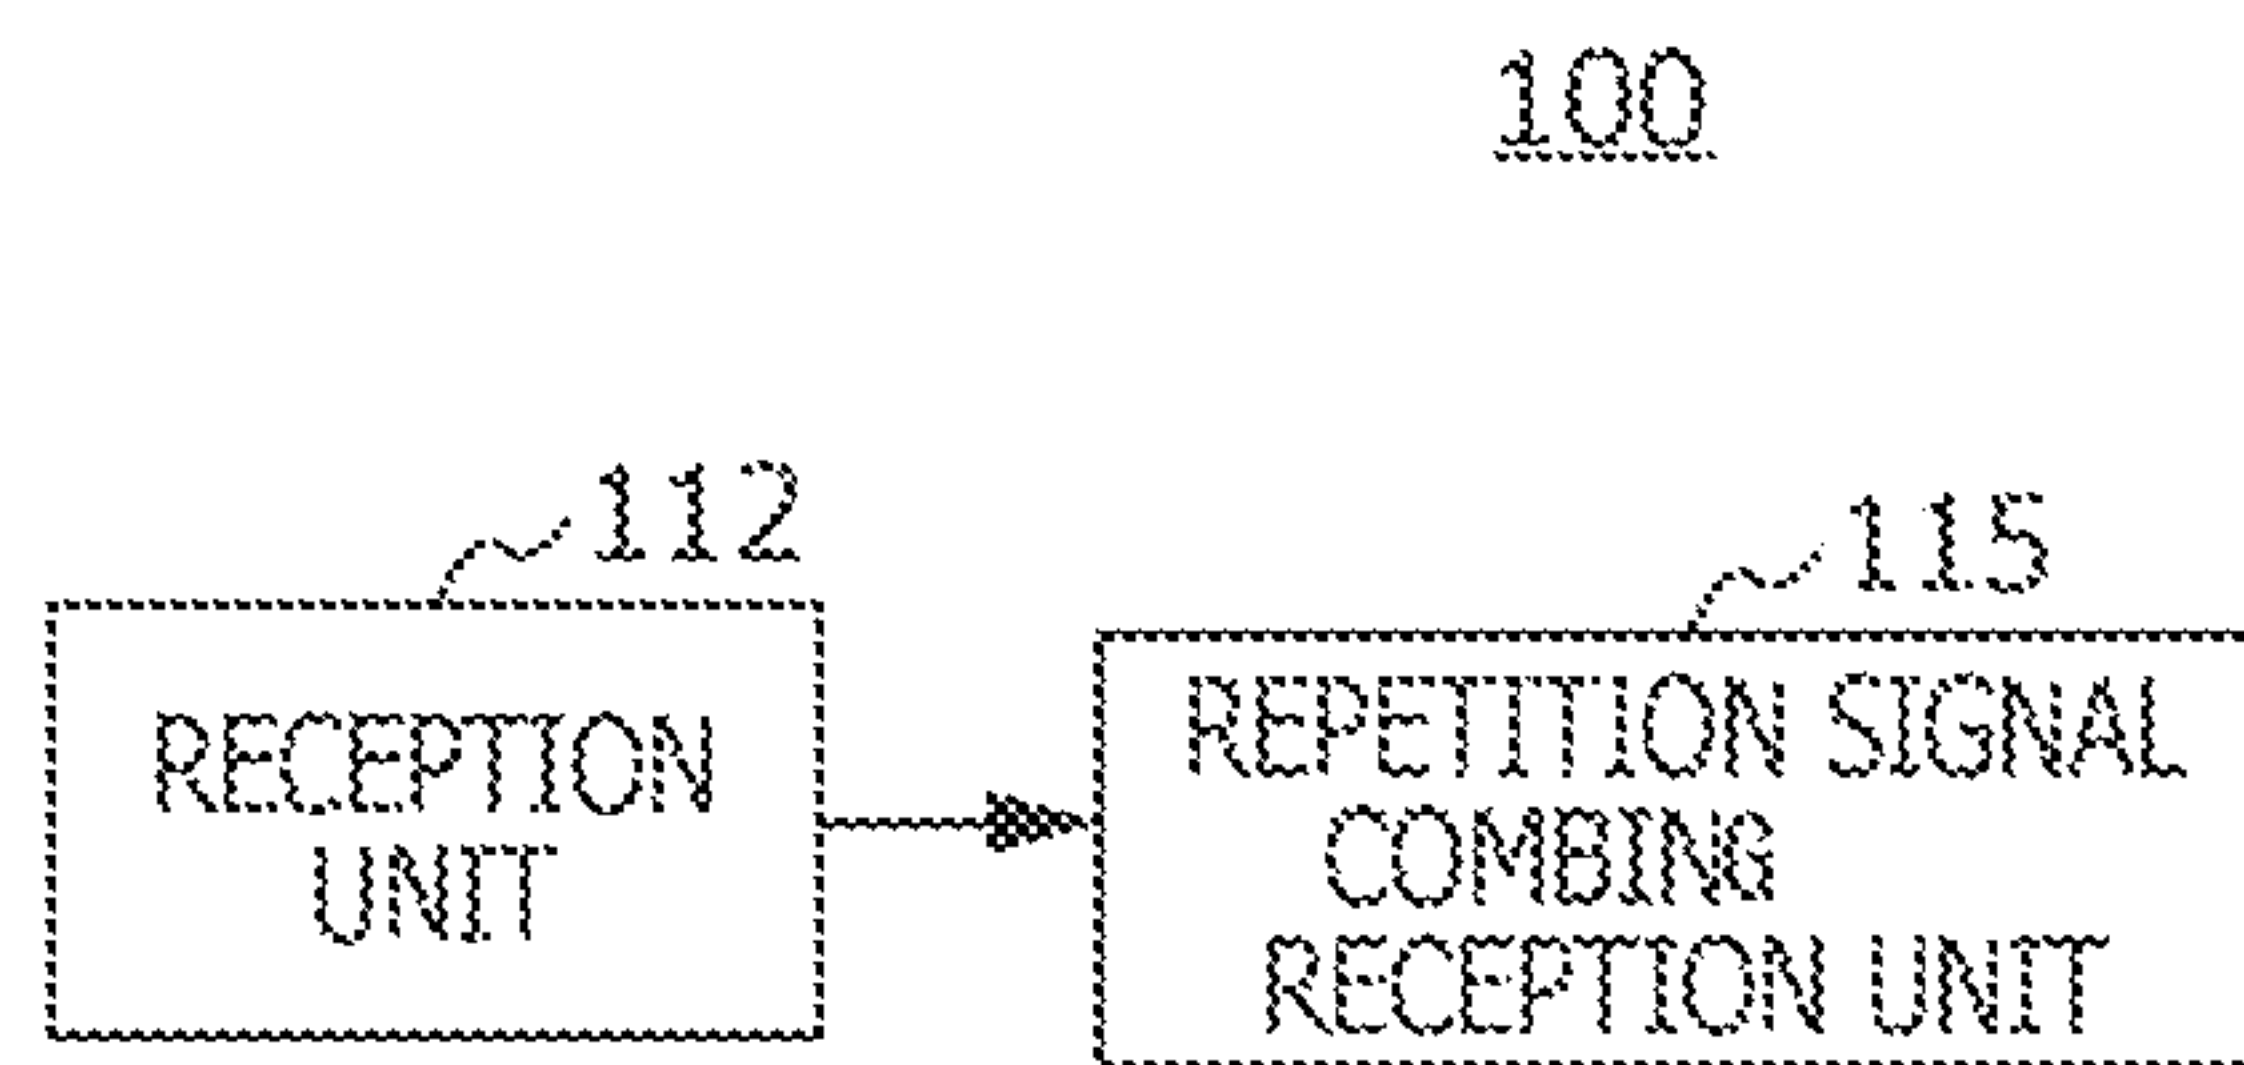 100
112
115
RECEPTION
UNIT
REPETITION SIGNAL
COMBING
RECEPTION UNIT